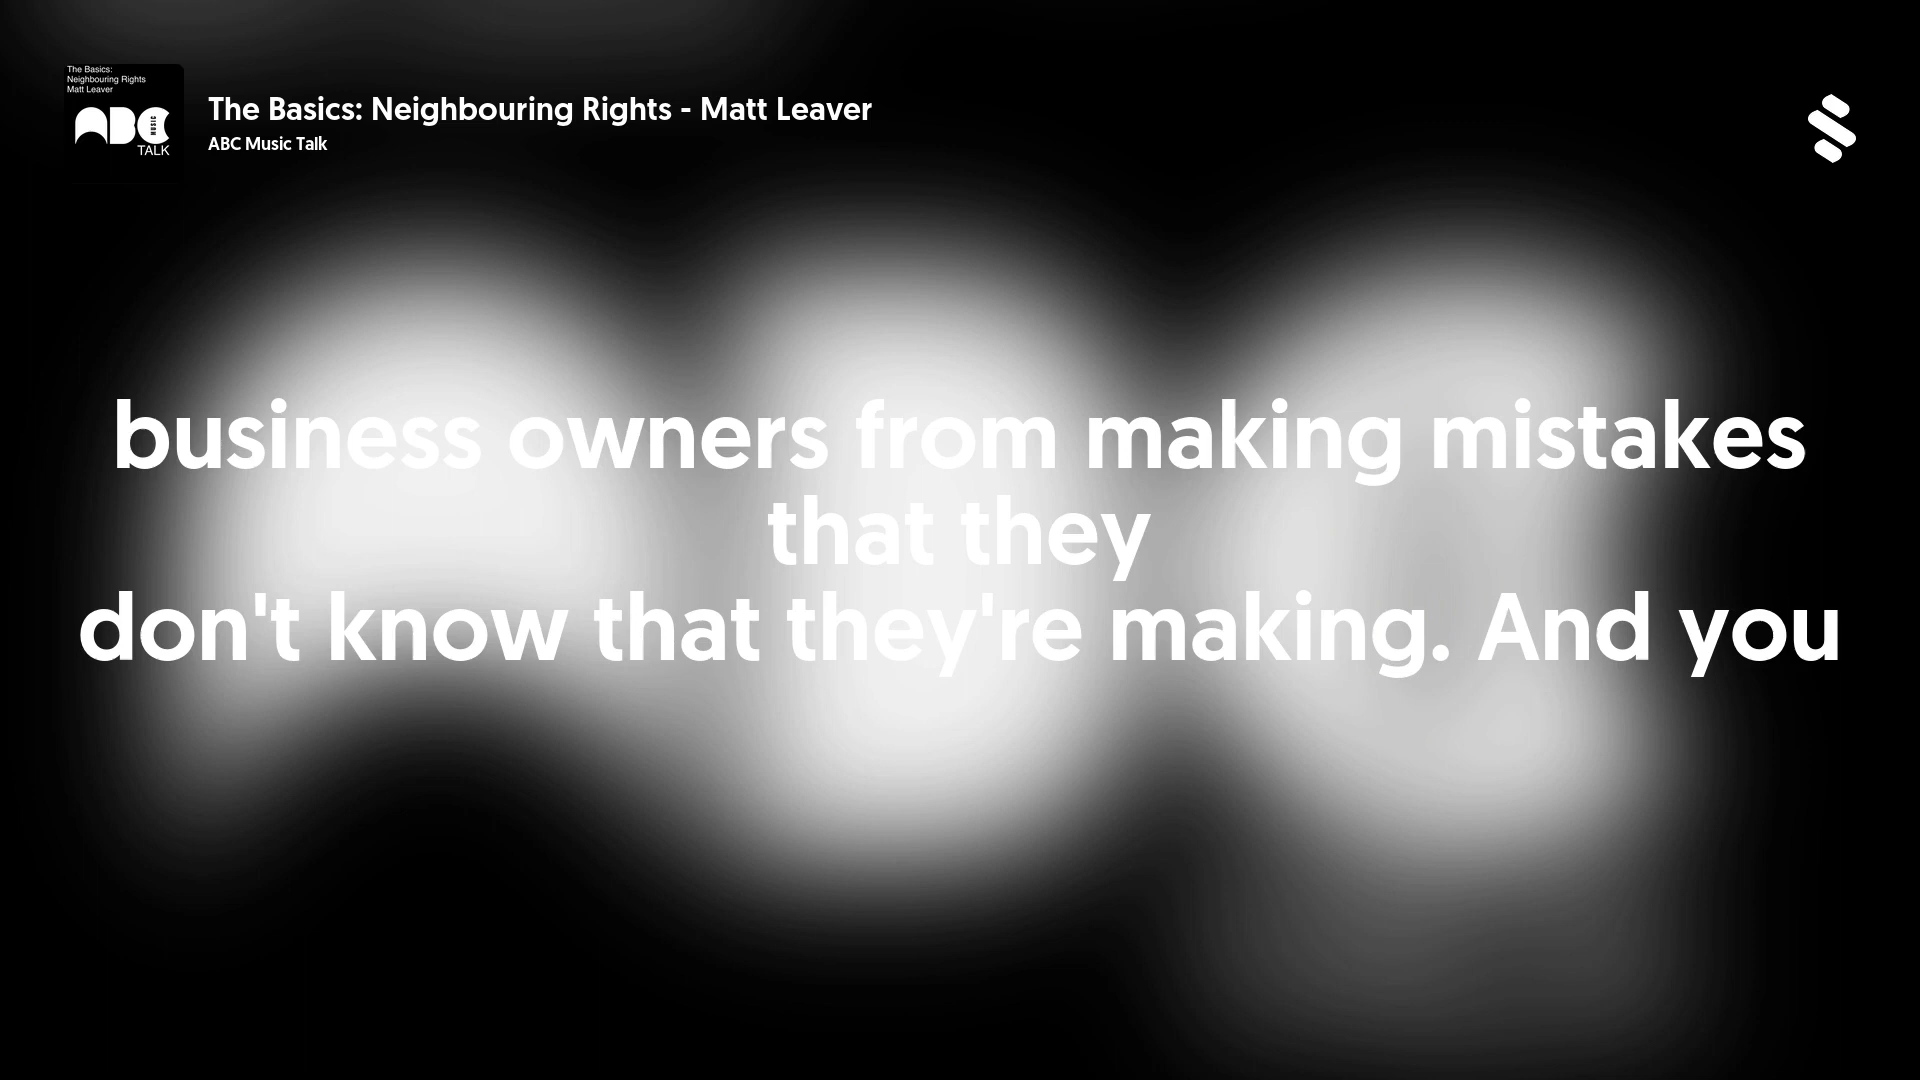 The Basics:
Neighbouring Rights
Matt Leaver
ABC
MUSIC
TALK
The Basics: Neighbouring Rights - Matt Leaver
ABC Music Talk
business owners from making mistakes
that they
don't know that they're making. And you